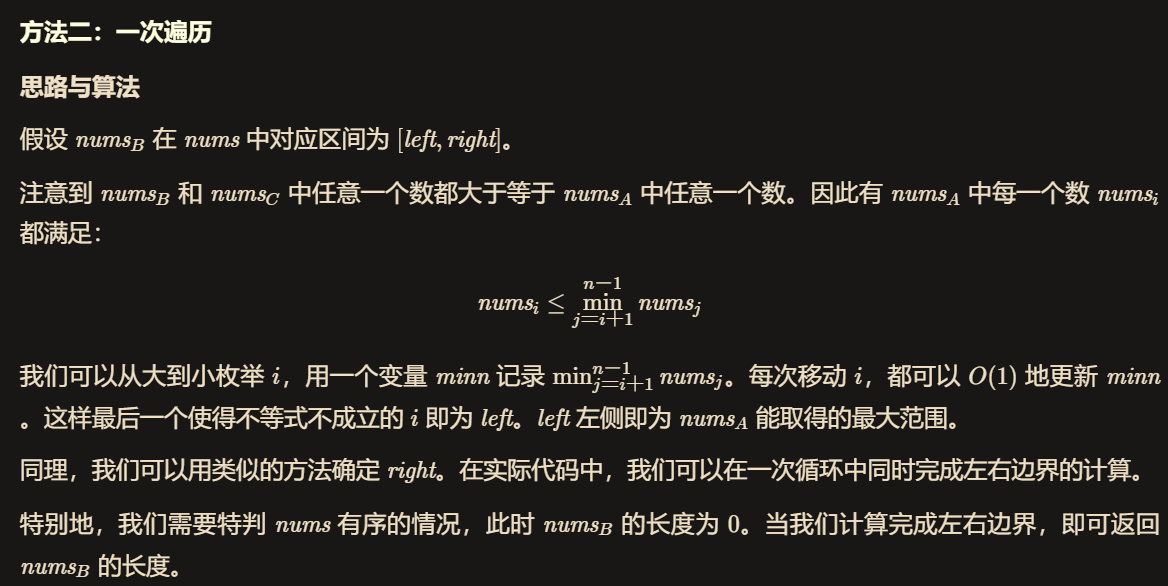 方法二：一次遍历
思路与算法
假设 nums_B 在 nums 中对应区间为 [left, right]。
注意到 nums_B 和 nums_C 中任意一个数都大于等于 nums_A 中任意一个数。因此有 nums_A 中每一个数 nums_i
都满足：
nums_i ≤ min_{j=i+1}^{n−1} nums_j
我们可以从大到小枚举 i，用一个变量 minn 记录 min_{j=i+1}^{n−1} nums_j。每次移动 i，都可以 O(1) 地更新 minn
。这样最后一个使得不等式不成立的 i 即为 left。left 左侧即为 nums_A 能取得的最大范围。
同理，我们可以用类似的方法确定 right。在实际代码中，我们可以在一次循环中同时完成左右边界的计算。
特别地，我们需要特判 nums 有序的情况，此时 nums_B 的长度为 0。当我们计算完成左右边界，即可返回
nums_B 的长度。